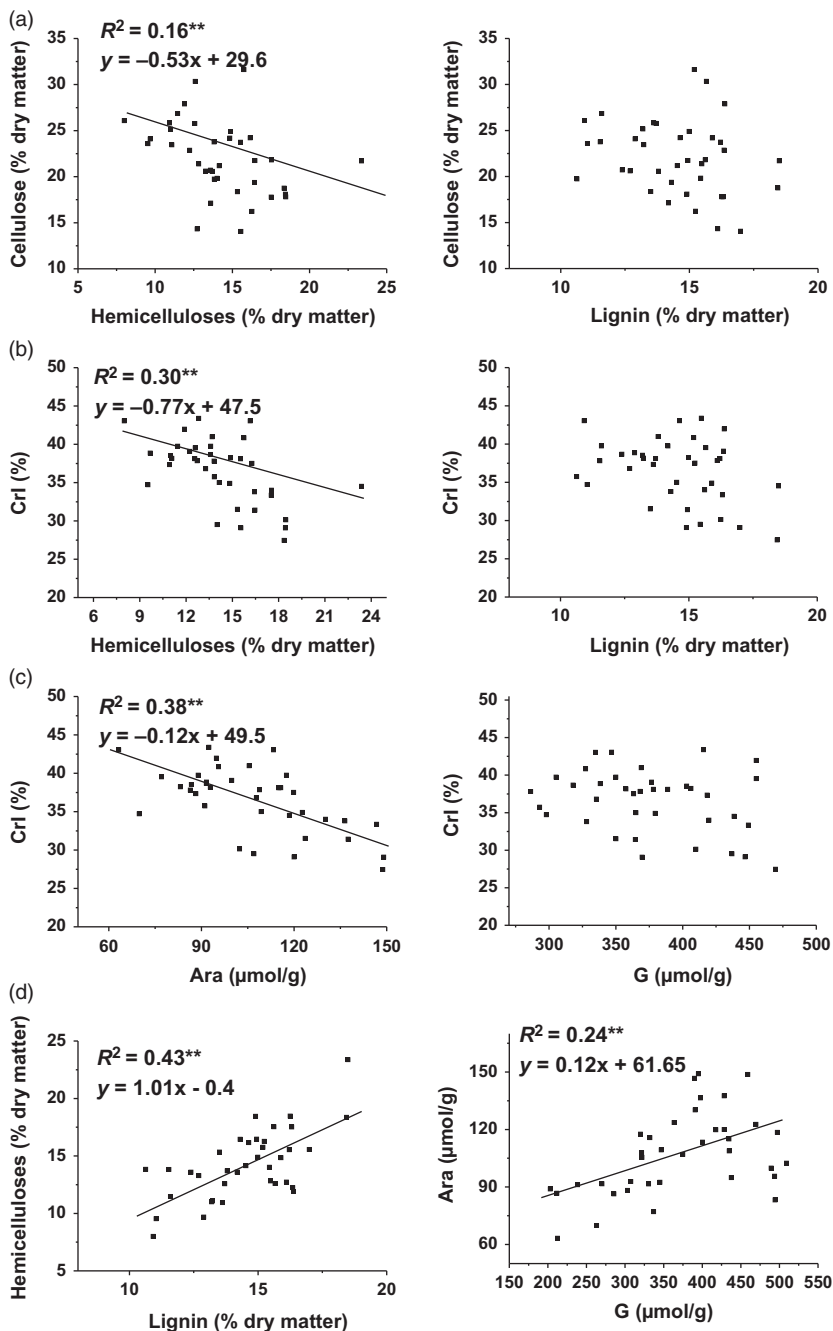 (a)
R² = 0.16**
y = –0.53x + 29.6
Cellulose (% dry matter)
35
30
25
20
15
10
5 10 15 20 25
Hemicelluloses (% dry matter)
Cellulose (% dry matter)
35
30
25
20
15
10
10 15 20
Lignin (% dry matter)
(b)
R² = 0.30**
y = –0.77x + 47.5
CrI (%)
50
45
40
35
30
25
20
6 9 12 15 18 21 24
Hemicelluloses (% dry matter)
CrI (%)
50
45
40
35
30
25
20
10 15 20
Lignin (% dry matter)
(c)
R² = 0.38**
y = –0.12x + 49.5
CrI (%)
50
45
40
35
30
25
20
60 90 120 150
Ara (µmol/g)
CrI (%)
50
45
40
35
30
25
20
300 350 400 450 500
G (µmol/g)
(d)
R² = 0.43**
y = 1.01x - 0.4
Hemicelluloses (% dry matter)
25
20
15
10
5
10 15 20
Lignin (% dry matter)
R² = 0.24**
y = 0.12x + 61.65
Ara (µmol/g)
150
120
90
60
150 200 250 300 350 400 450 500 550
G (µmol/g)